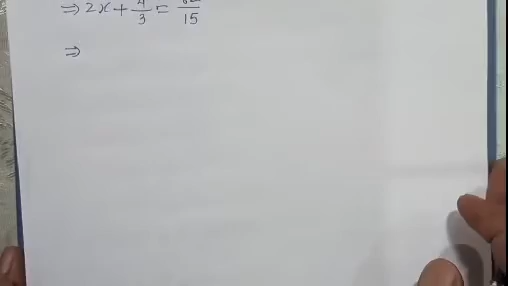 ⇒ 2x + 4/3 = /15
⇒